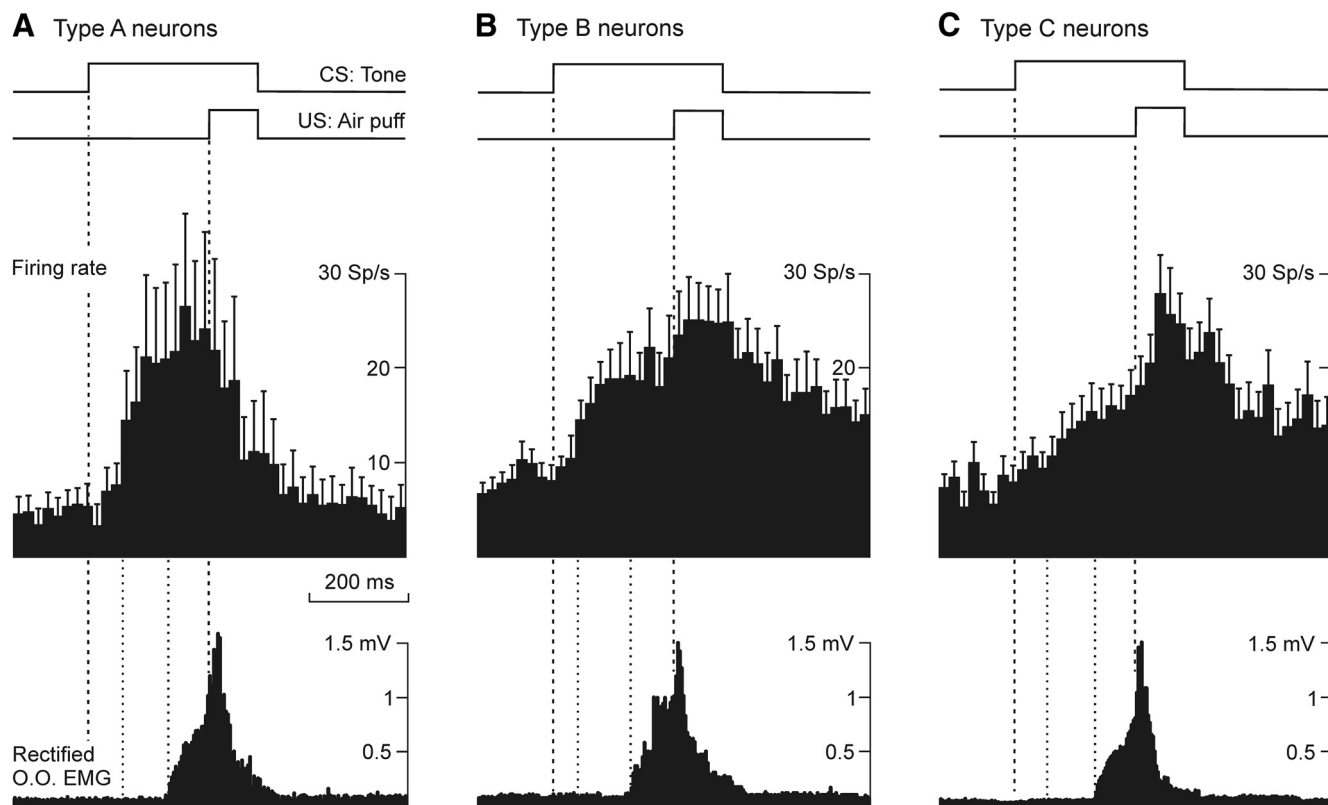 A Type A neurons
B Type B neurons
C Type C neurons
CS: Tone
US: Air puff
Firing rate
30 Sp/s
20
10
30 Sp/s
20
30 Sp/s
200 ms
1.5 mV
1
0.5
1.5 mV
1
0.5
1.5 mV
1
0.5
Rectified
O.O. EMG